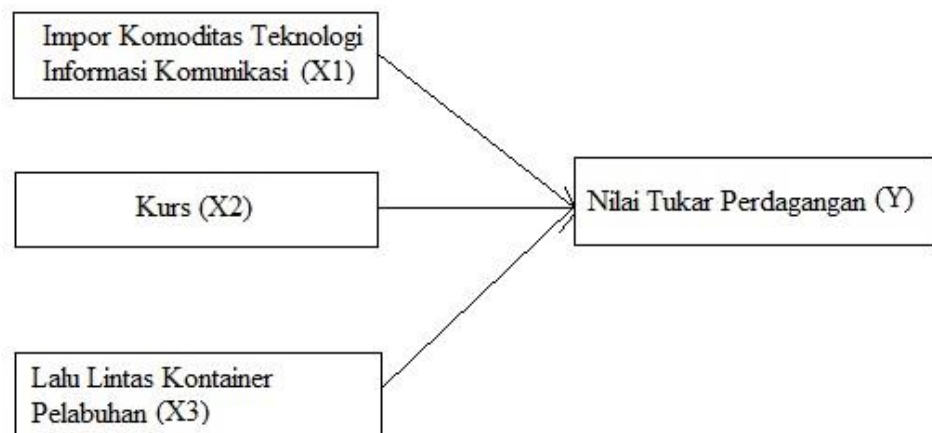 Impor Komoditas Teknologi
Informasi Komunikasi (X1)
Kurs (X2)
Nilai Tukar Perdagangan (Y)
Lalu Lintas Kontainer
Pelabuhan (X3)